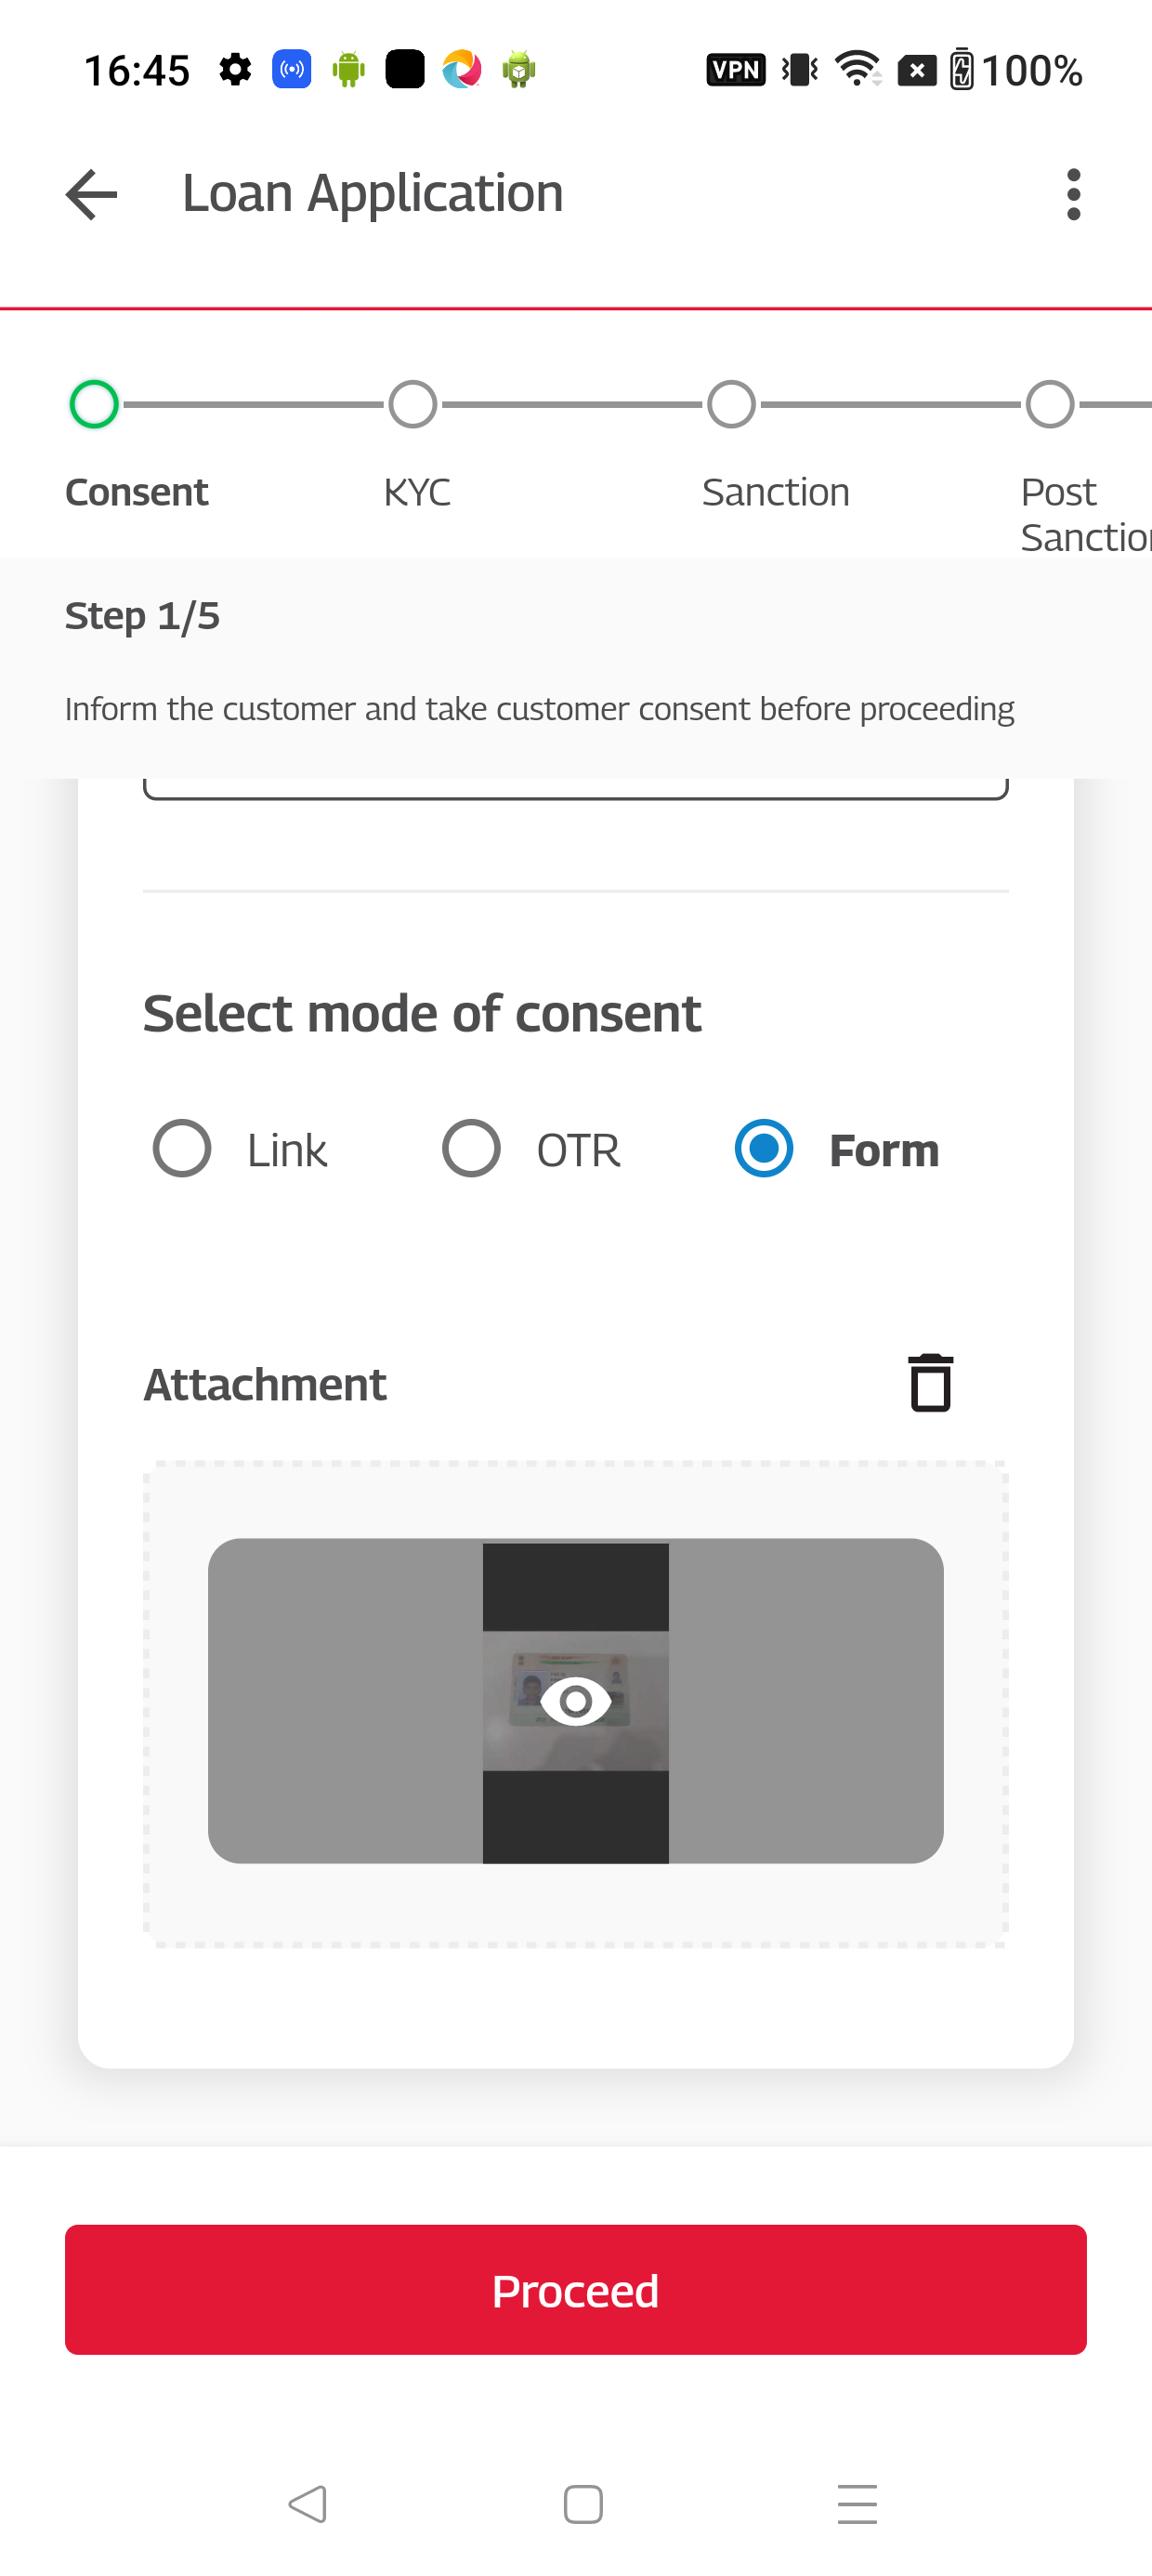 16:45
VPN
100%
Loan Application
Consent
KYC
Sanction
Post
Sanction
Step 1/5
Inform the customer and take customer consent before proceeding
Select mode of consent
Link
OTR
Form
Attachment
Proceed